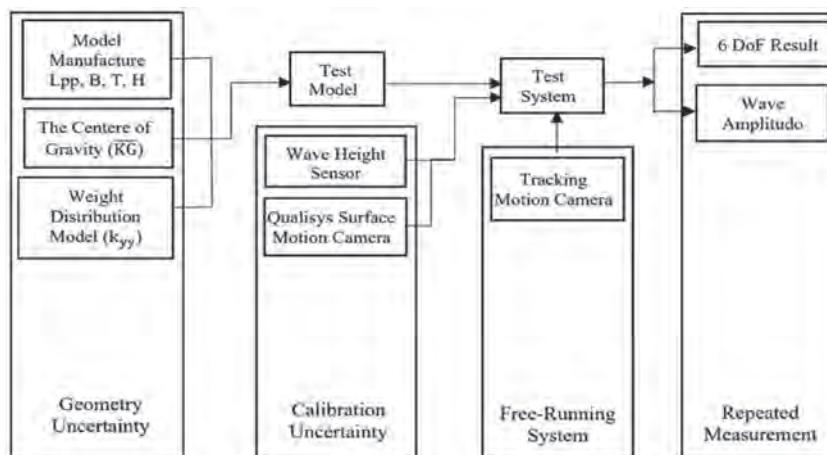 Model
Manufacture
Lpp, B, T, H
The Centere of
Gravity (K̅G̅)
Weight
Distribution
Model (kyy)
Geometry
Uncertainty
Test
Model
Wave Height
Sensor
Qualisys Surface
Motion Camera
Calibration
Uncertainty
Test
System
Tracking
Motion Camera
Free-Running
System
6 DoF Result
Wave
Amplitudo
Repeated
Measurement